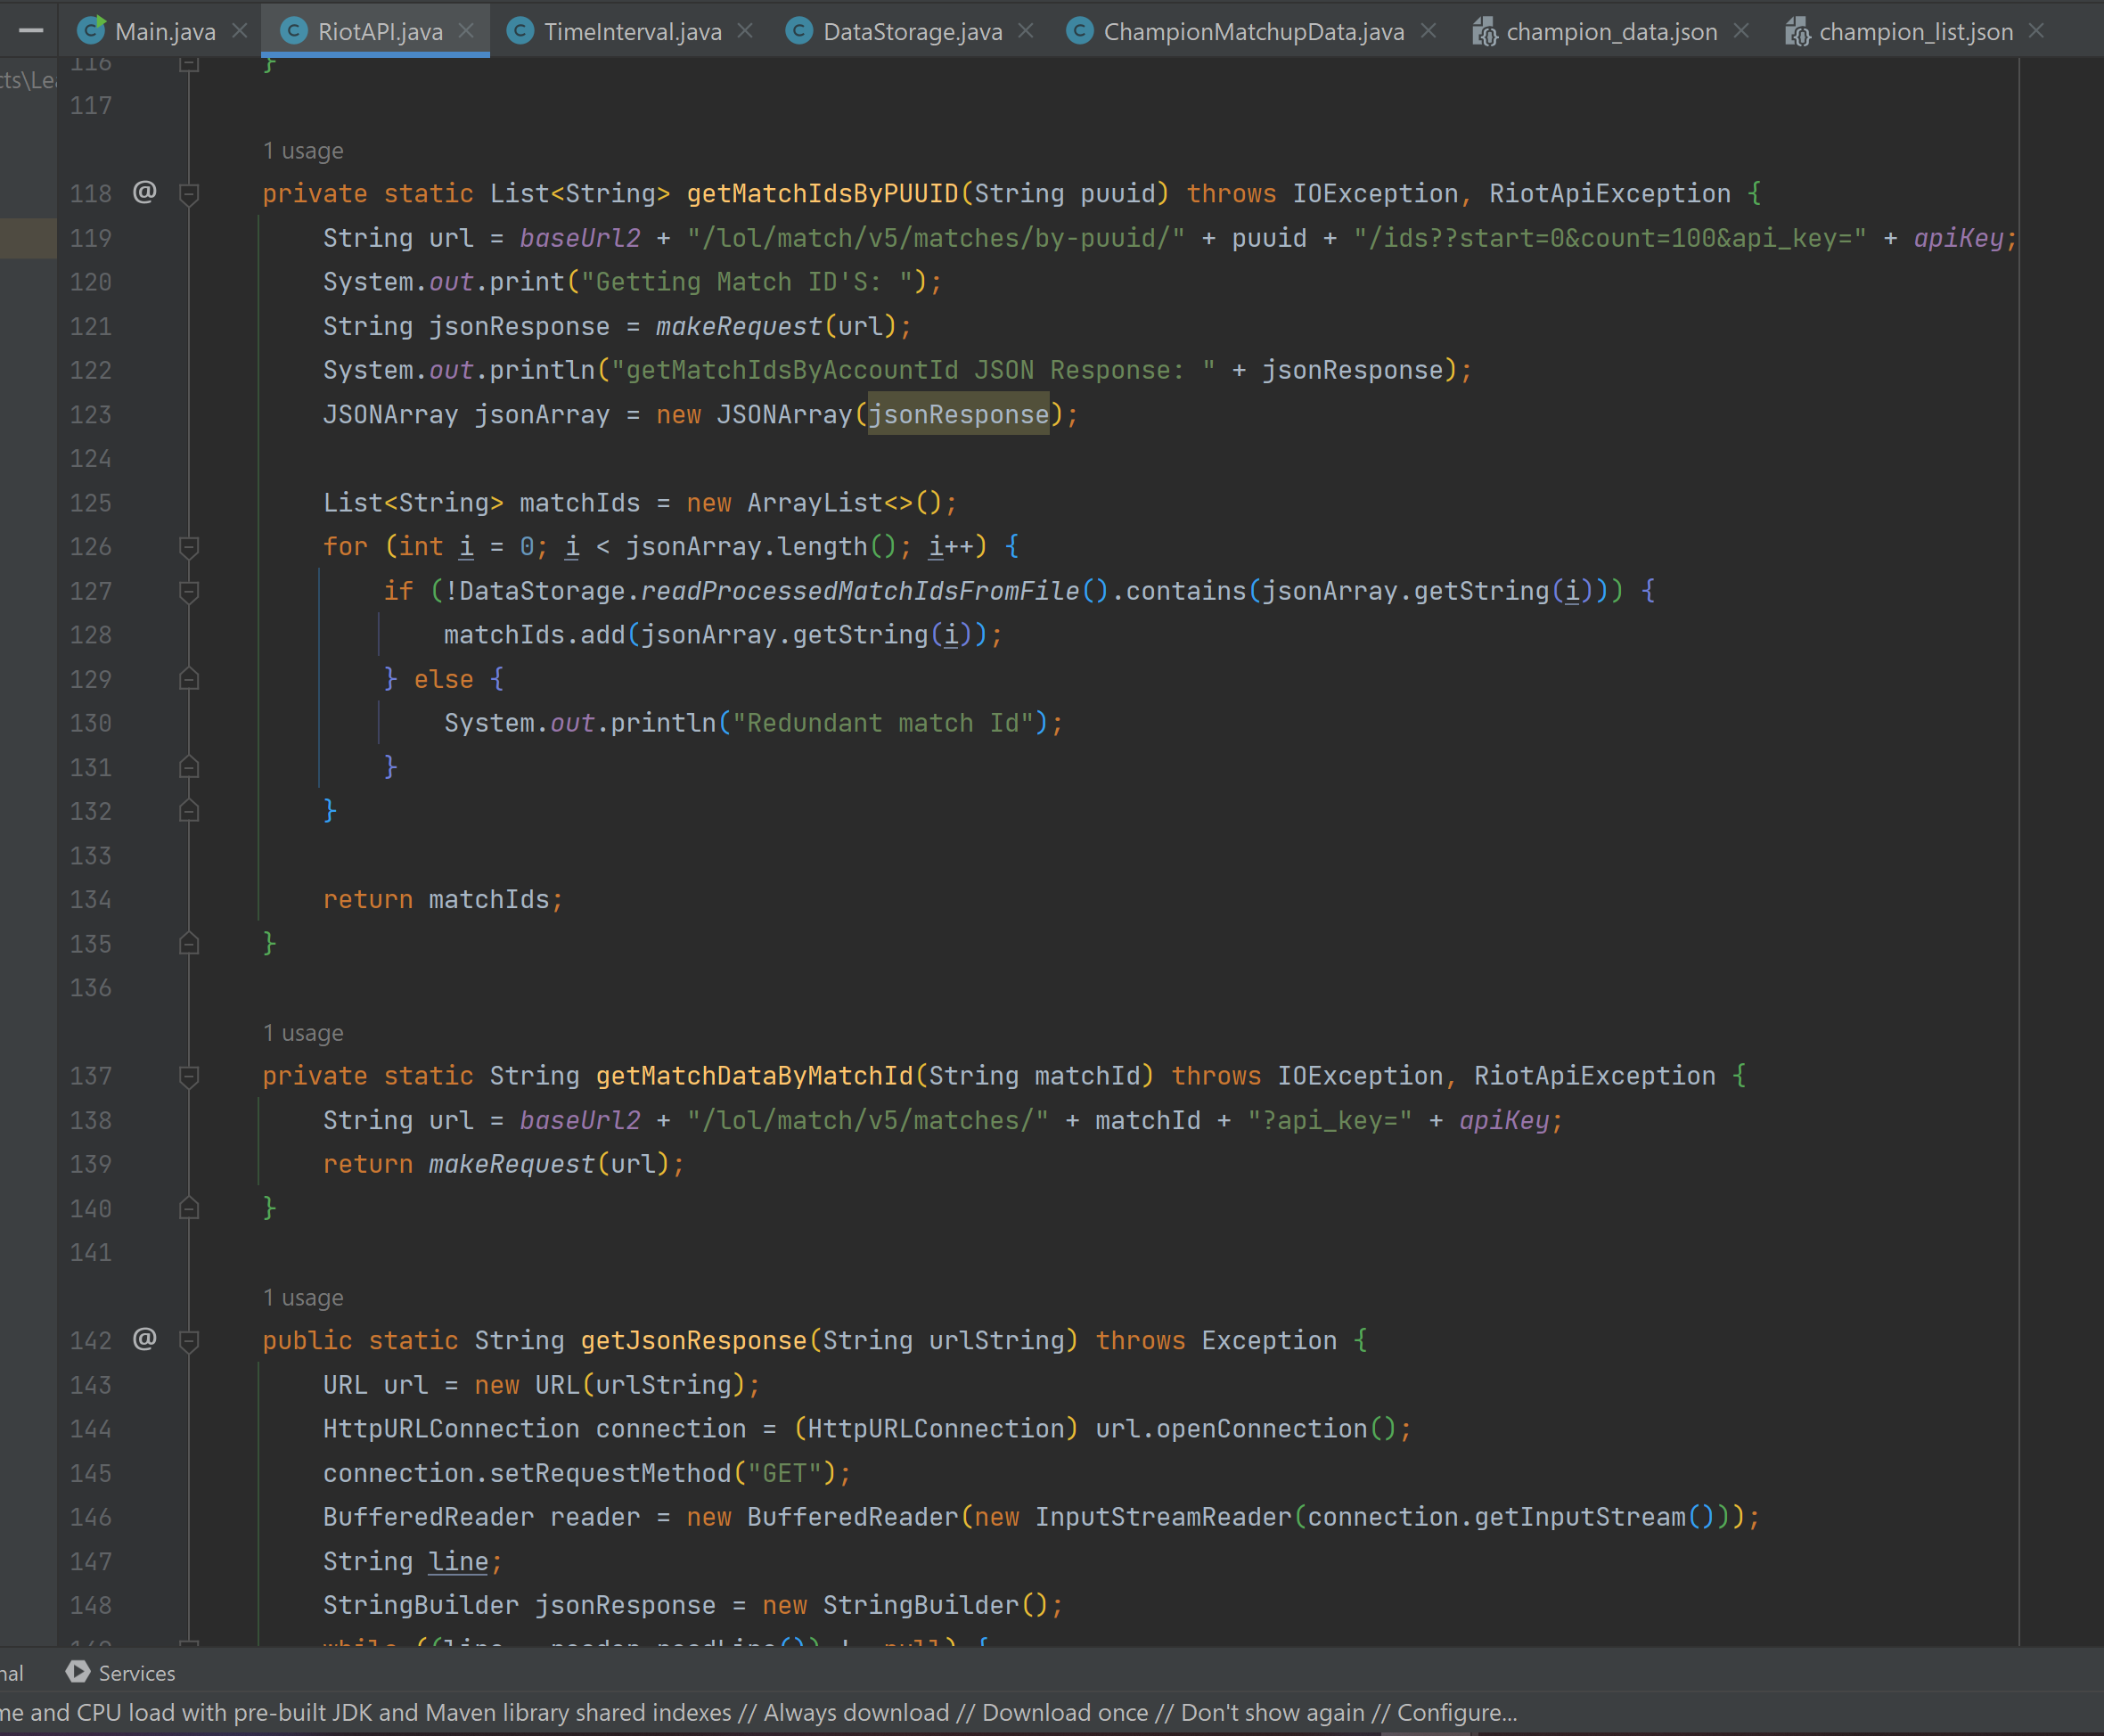 Main.java RiotAPI.java TimeInterval.java DataStorage.java ChampionMatchupData.java champion_data.json champion_list.json
cts\Lea
116 }
117
1 usage
118 @ private static List<String> getMatchIdsByPUUID(String puuid) throws IOException, RiotApiException {
119 String url = baseUrl2 + "/lol/match/v5/matches/by-puuid/" + puuid + "/ids??start=0&count=100&api_key=" + apiKey;
120 System.out.print("Getting Match ID'S: ");
121 String jsonResponse = makeRequest(url);
122 System.out.println("getMatchIdsByAccountId JSON Response: " + jsonResponse);
123 JSONArray jsonArray = new JSONArray(jsonResponse);
124
125 List<String> matchIds = new ArrayList<>();
126 for (int i = 0; i < jsonArray.length(); i++) {
127 if (!DataStorage.readProcessedMatchIdsFromFile().contains(jsonArray.getString(i))) {
128 matchIds.add(jsonArray.getString(i));
129 } else {
130 System.out.println("Redundant match Id");
131 }
132 }
133
134 return matchIds;
135 }
136
1 usage
137 private static String getMatchDataByMatchId(String matchId) throws IOException, RiotApiException {
138 String url = baseUrl2 + "/lol/match/v5/matches/" + matchId + "?api_key=" + apiKey;
139 return makeRequest(url);
140 }
141
1 usage
142 @ public static String getJsonResponse(String urlString) throws Exception {
143 URL url = new URL(urlString);
144 HttpURLConnection connection = (HttpURLConnection) url.openConnection();
145 connection.setRequestMethod("GET");
146 BufferedReader reader = new BufferedReader(new InputStreamReader(connection.getInputStream()));
147 String line;
148 StringBuilder jsonResponse = new StringBuilder();
149 while ((line = reader.readLine()) != null) {
nal Services
me and CPU load with pre-built JDK and Maven library shared indexes // Always download // Download once // Don't show again // Configure...